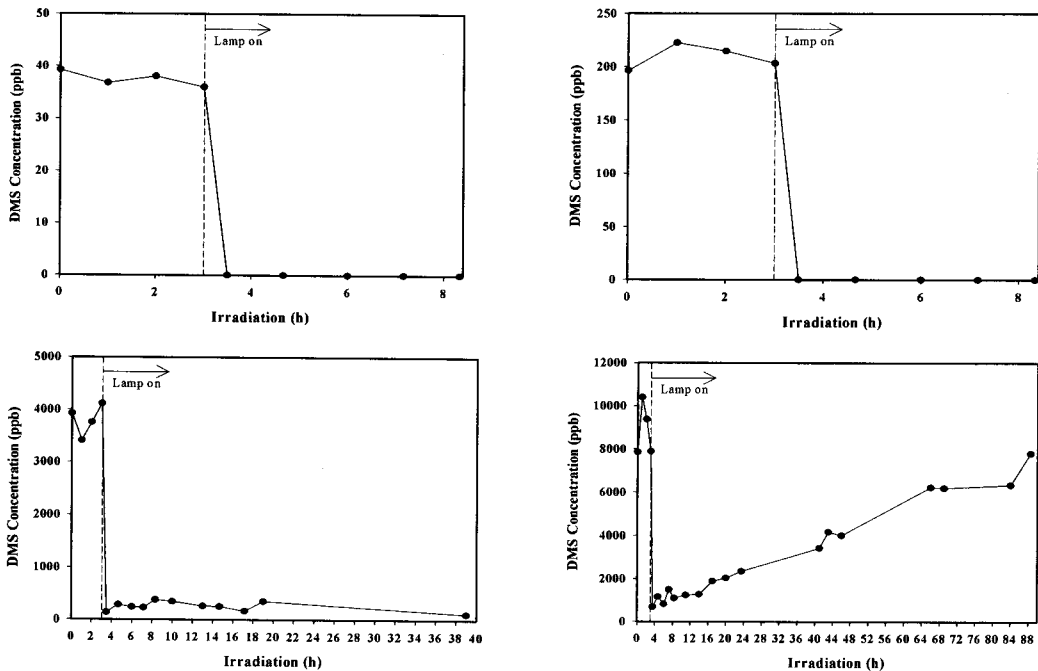 50
40
30
20
10
0
DMS Concentration (ppb)
Lamp on
0 2 4 6 8
Irradiation (h)
250
200
150
100
50
0
DMS Concentration (ppb)
Lamp on
0 2 4 6 8
Irradiation (h)
5000
4000
3000
2000
1000
0
DMS Concentration (ppb)
Lamp on
0 2 4 6 8 10 12 14 16 18 20 22 24 26 28 30 32 34 36 38 40
Irradiation (h)
12000
10000
8000
6000
4000
2000
0
DMS Concentration (ppb)
Lamp on
0 4 8 12 16 20 24 28 32 36 40 44 48 52 56 60 64 68 72 76 80 84 88
Irradiation (h)